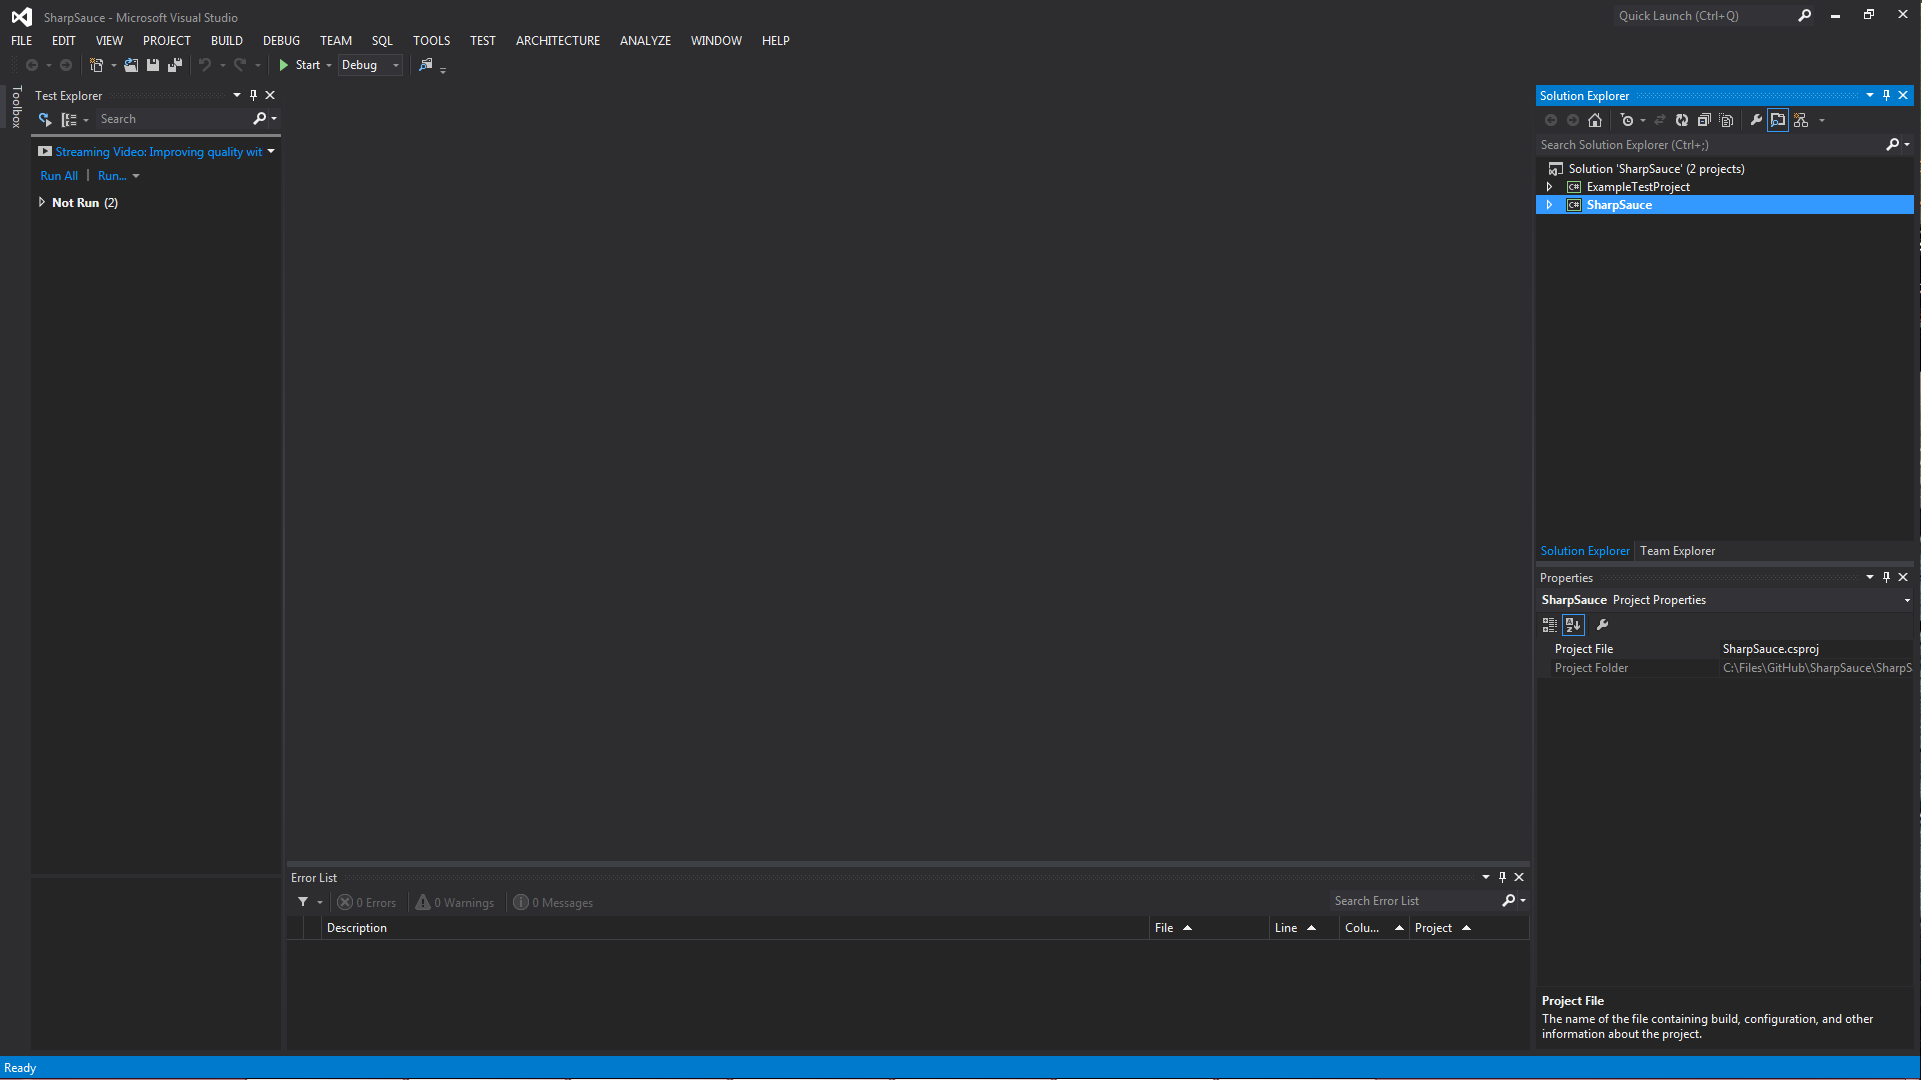 SharpSauce - Microsoft Visual Studio
Quick Launch (Ctrl+Q)
FILE EDIT VIEW PROJECT BUILD DEBUG TEAM SQL TOOLS TEST ARCHITECTURE ANALYZE WINDOW HELP
Start Debug
Toolbox
Test Explorer
Search
Streaming Video: Improving quality wit
Run All | Run...
Not Run (2)
Solution Explorer
Search Solution Explorer (Ctrl+;)
Solution 'SharpSauce' (2 projects)
C# ExampleTestProject
C# SharpSauce
Solution Explorer Team Explorer
Properties
SharpSauce Project Properties
Project File SharpSauce.csproj
Project Folder C:\Files\GitHub\SharpSauce\SharpS
Project File
The name of the file containing build, configuration, and other
information about the project.
Error List
0 Errors 0 Warnings 0 Messages
Search Error List
Description File Line Colu... Project
Ready